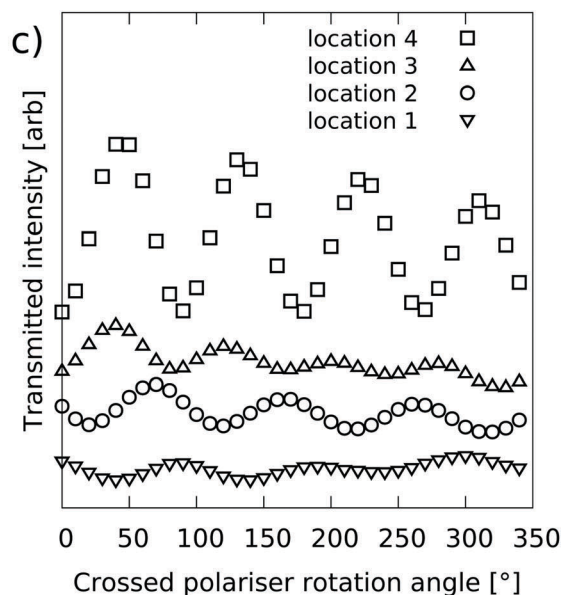 c)
location 4
location 3
location 2
location 1
Transmitted intensity [arb]
0 50 100 150 200 250 300 350
Crossed polariser rotation angle [°]